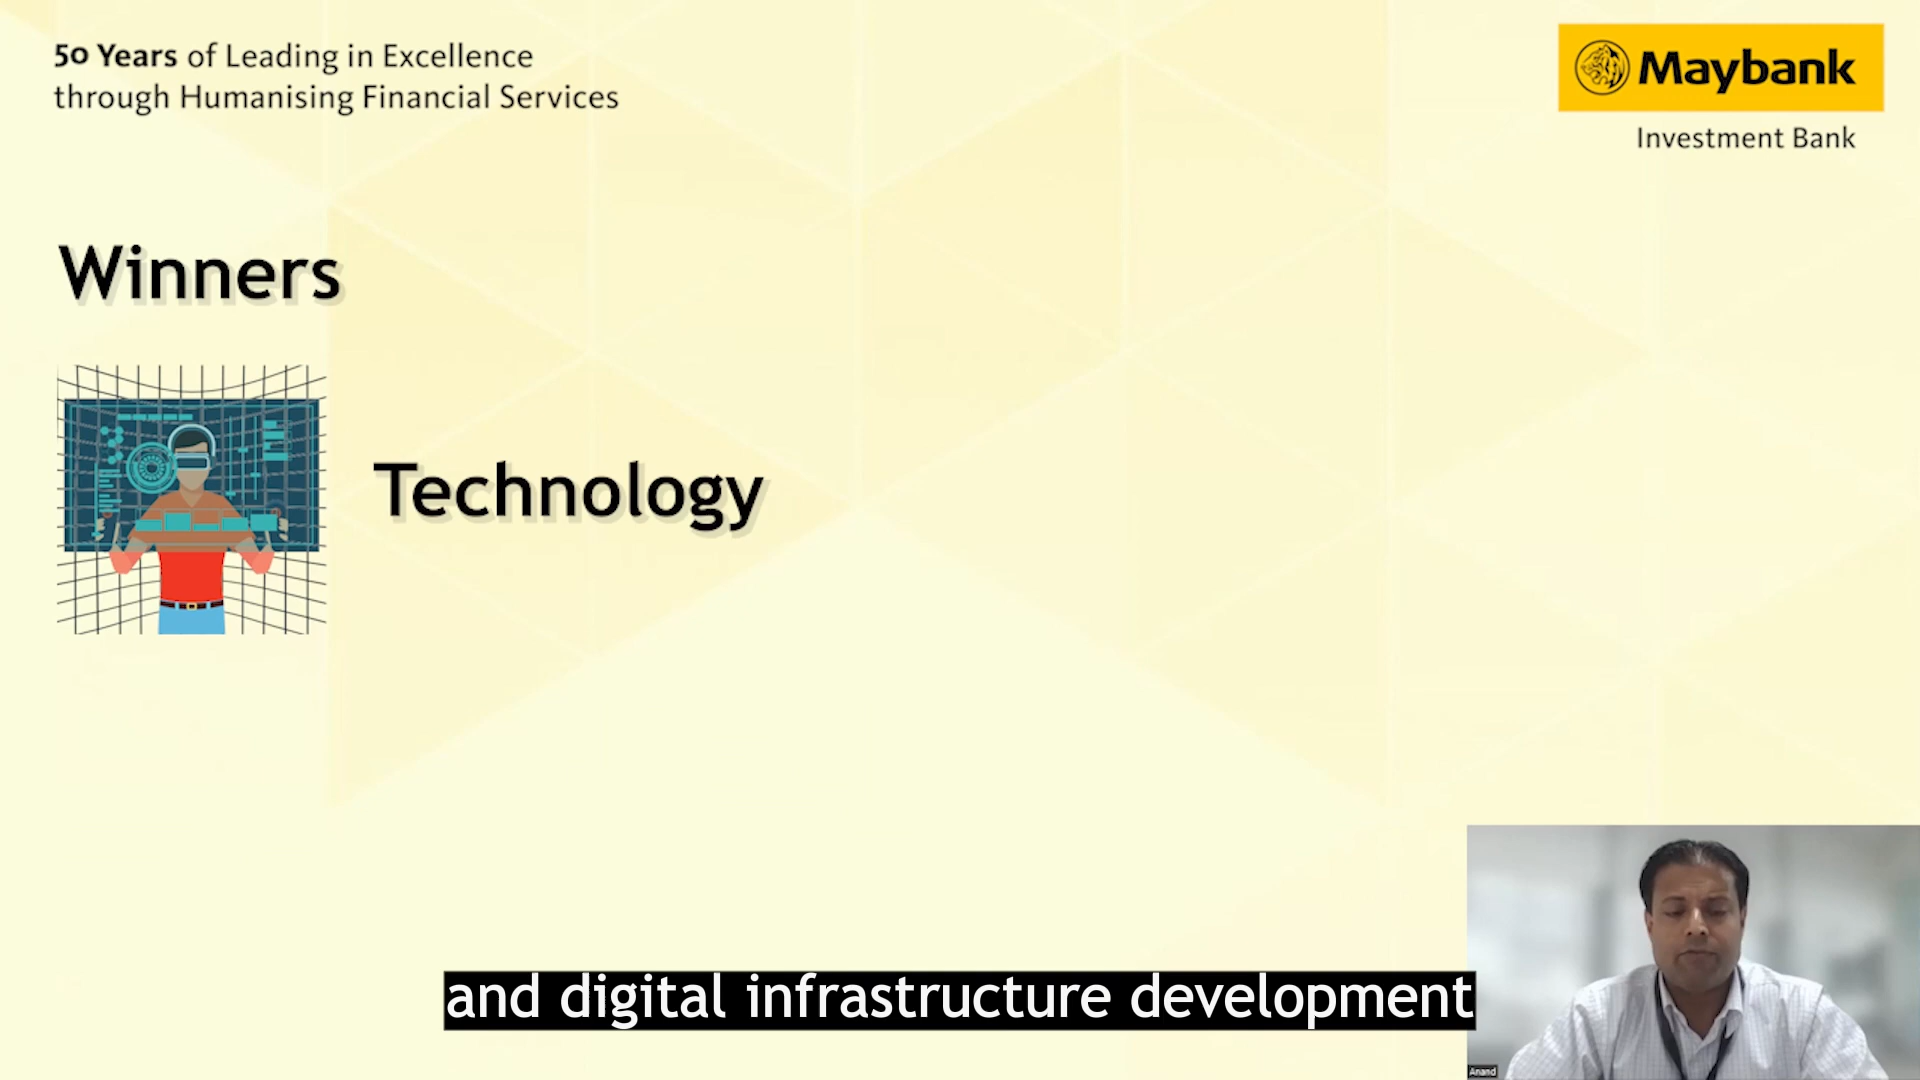 50 Years of Leading in Excellence
through Humanising Financial Services
Maybank
Investment Bank
Winners
Technology
and digital infrastructure development
Anand